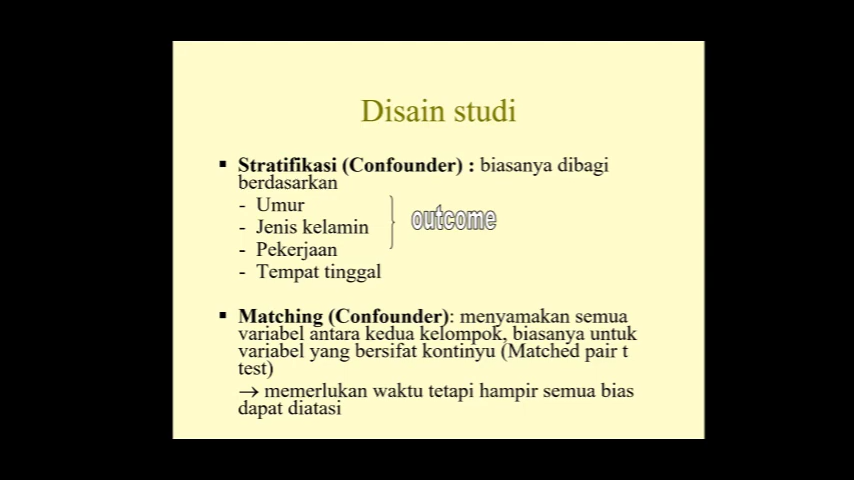 Disain studi
▪ Stratifikasi (Confounder) : biasanya dibagi
berdasarkan
- Umur
- Jenis kelamin
- Pekerjaan
- Tempat tinggal
outcome
▪ Matching (Confounder): menyamakan semua
variabel antara kedua kelompok, biasanya untuk
variabel yang bersifat kontinyu (Matched pair t
test)
→ memerlukan waktu tetapi hampir semua bias
dapat diatasi